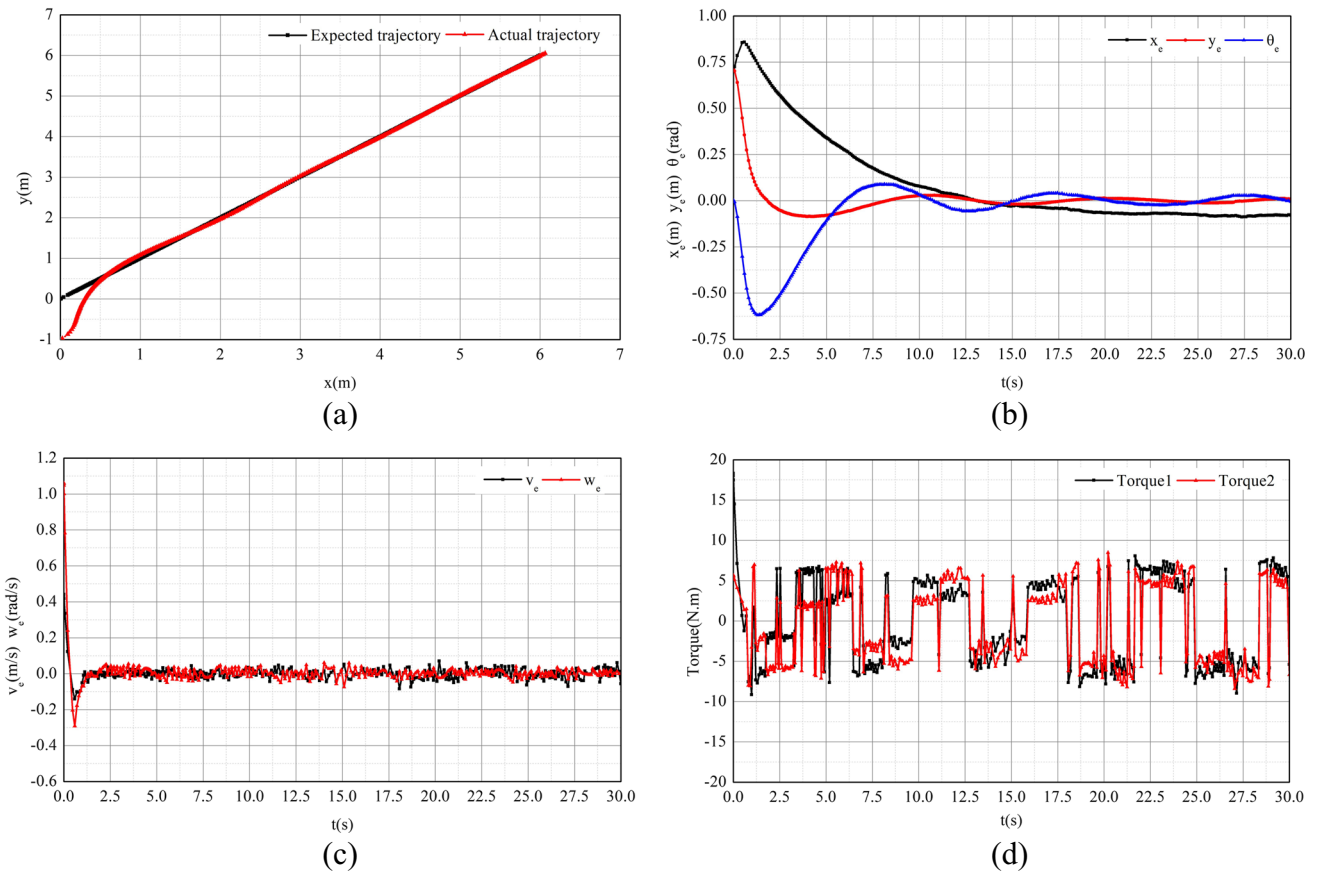 Expected trajectory Actual trajectory
7
6
5
4
3
2
1
0
-1
y(m)
0 1 2 3 4 5 6 7
x(m)
(a)
x_e y_e θ_e
1.00
0.75
0.50
0.25
0.00
-0.25
-0.50
-0.75
x_e(m) y_e(m) θ_e(rad)
0.0 2.5 5.0 7.5 10.0 12.5 15.0 17.5 20.0 22.5 25.0 27.5 30.0
t(s)
(b)
v_e w_e
1.2
1.0
0.8
0.6
0.4
0.2
0.0
-0.2
-0.4
-0.6
v_e(m/s) w_e(rad/s)
0.0 2.5 5.0 7.5 10.0 12.5 15.0 17.5 20.0 22.5 25.0 27.5 30.0
t(s)
(c)
Torque1 Torque2
20
15
10
5
0
-5
-10
-15
-20
Torque(N.m)
0.0 2.5 5.0 7.5 10.0 12.5 15.0 17.5 20.0 22.5 25.0 27.5 30.0
t(s)
(d)